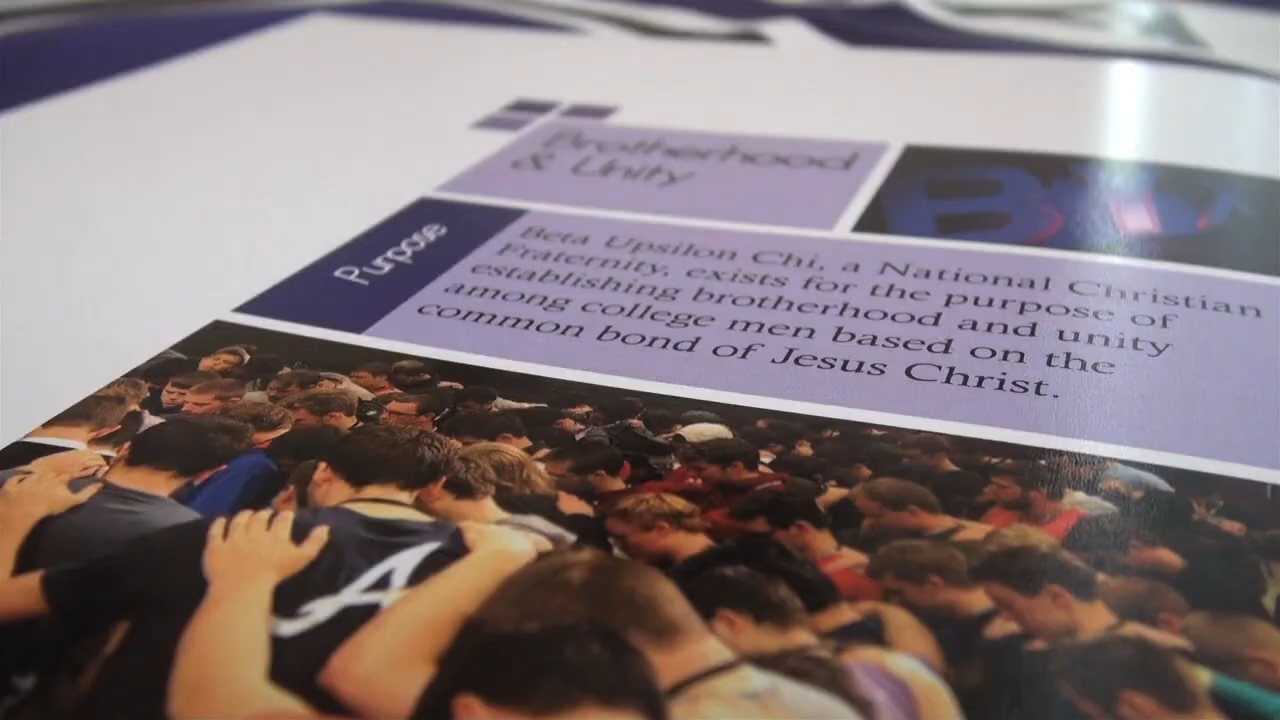 Brotherhood
& Unity
Purpose
Beta Upsilon Chi, a National Christian
Fraternity, exists for the purpose of
establishing brotherhood and unity
among college men based on the
common bond of Jesus Christ.
A